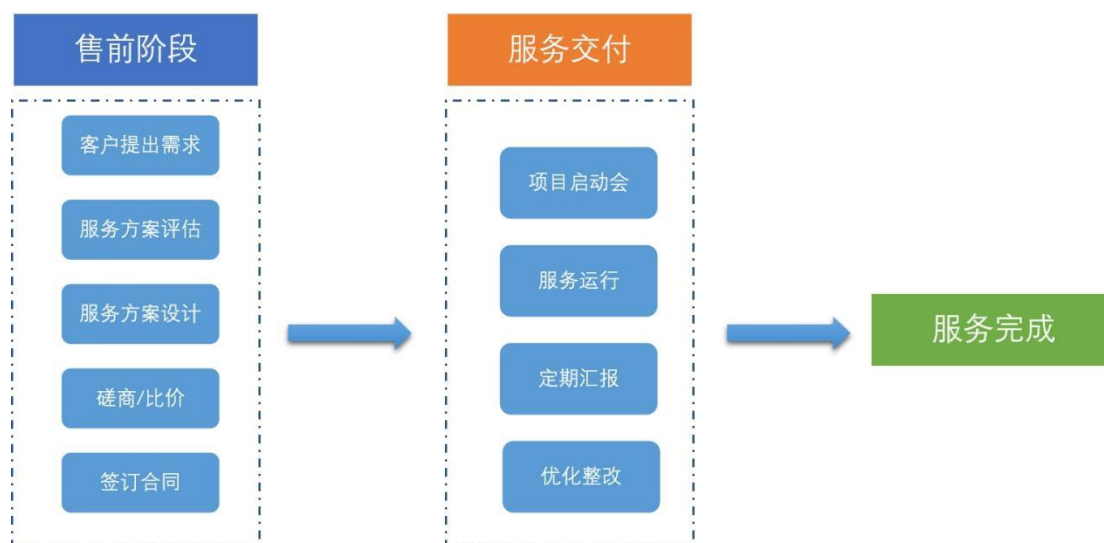 售前阶段
客户提出需求
服务方案评估
服务方案设计
磋商/比价
签订合同
服务交付
项目启动会
服务运行
定期汇报
优化整改
服务完成